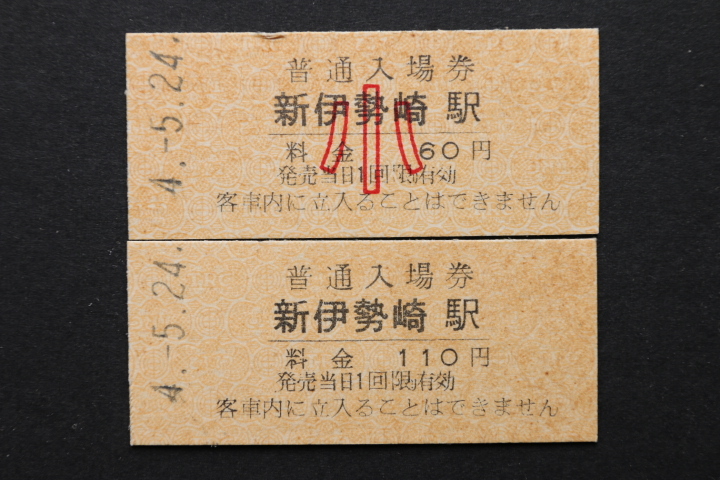 4.-5.24.
普通入場券
新伊勢崎駅
小
料金 60円
発売当日1回限り有効
客車内に立入ることはできません
4.-5.24.
普通入場券
新伊勢崎駅
料金 110円
発売当日1回限り有効
客車内に立入ることはできません